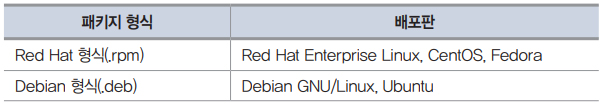 패키지 형식 배포판
Red Hat 형식(.rpm) Red Hat Enterprise Linux, CentOS, Fedora
Debian 형식(.deb) Debian GNU/Linux, Ubuntu